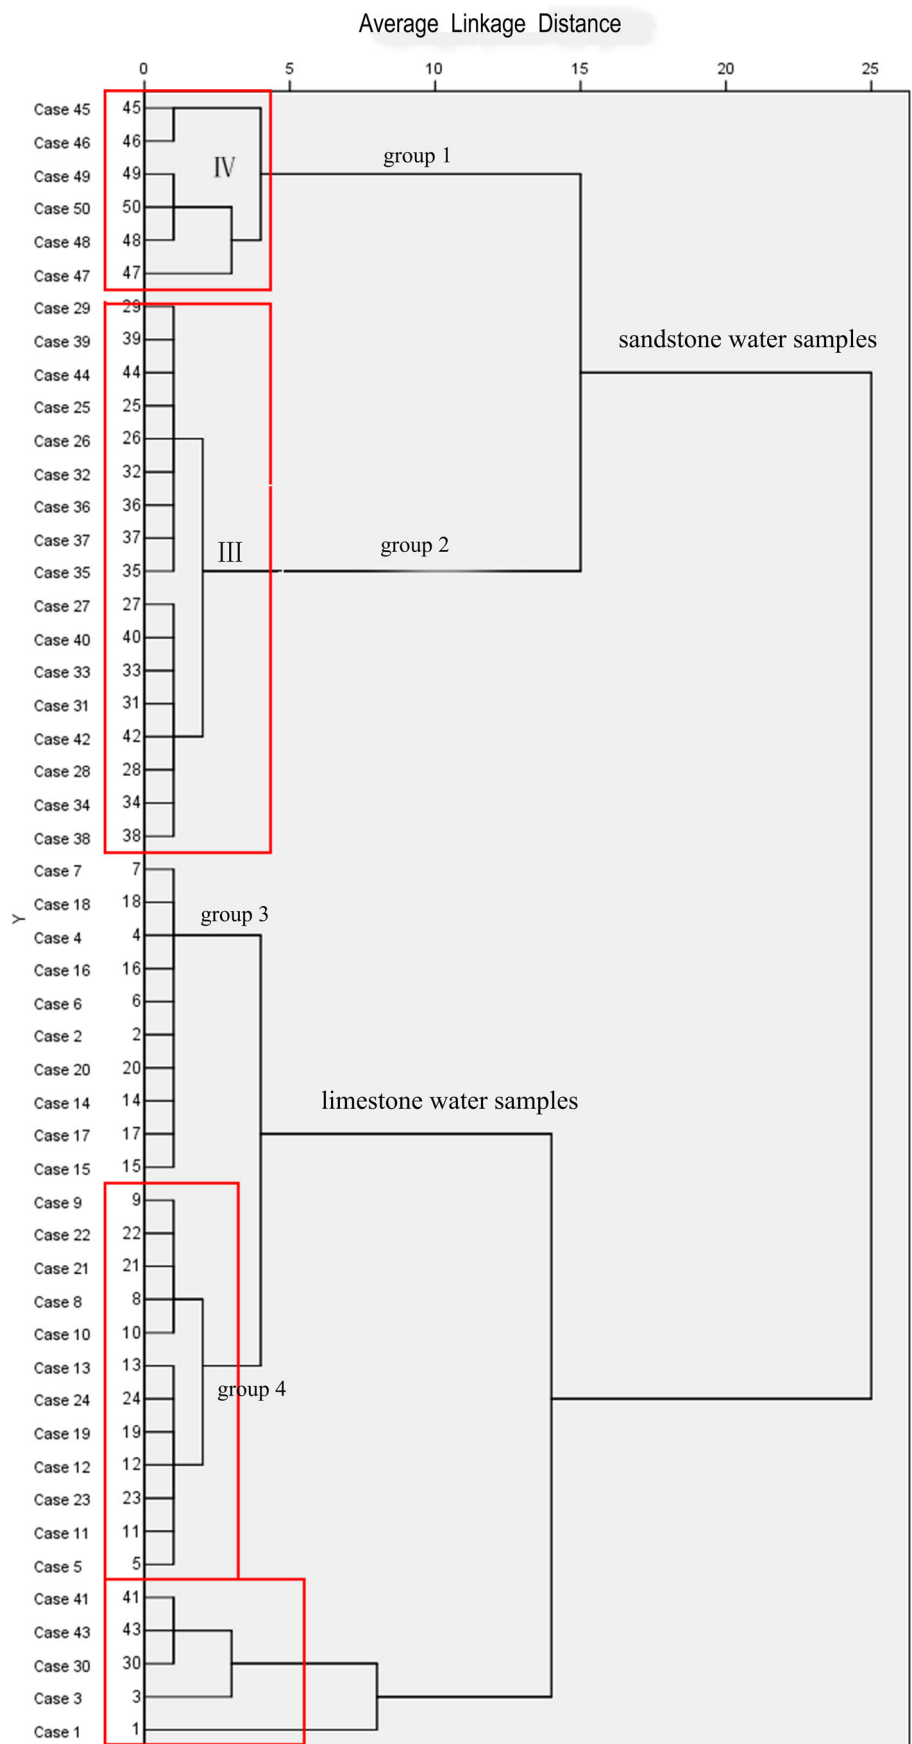 Average Linkage Distance
0 5 10 15 20 25
Case 45 45
Case 46 46
IV
group 1
Case 49 49
Case 50 50
Case 48 48
Case 47 47
Case 29 29
Case 39 39
sandstone water samples
Case 44 44
Case 25 25
Case 26 26
Case 32 32
Case 36 36
Case 37 37
III
group 2
Case 35 35
Case 27 27
Case 40 40
Case 33 33
Case 31 31
Case 42 42
Case 28 28
Case 34 34
Case 38 38
Case 7 7
Case 18 18
Y
group 3
Case 4 4
Case 16 16
Case 6 6
Case 2 2
Case 20 20
Case 14 14
limestone water samples
Case 17 17
Case 15 15
Case 9 9
Case 22 22
Case 21 21
Case 8 8
Case 10 10
Case 13 13
group 4
Case 24 24
Case 19 19
Case 12 12
Case 23 23
Case 11 11
Case 5 5
Case 41 41
Case 43 43
Case 30 30
Case 3 3
Case 1 1